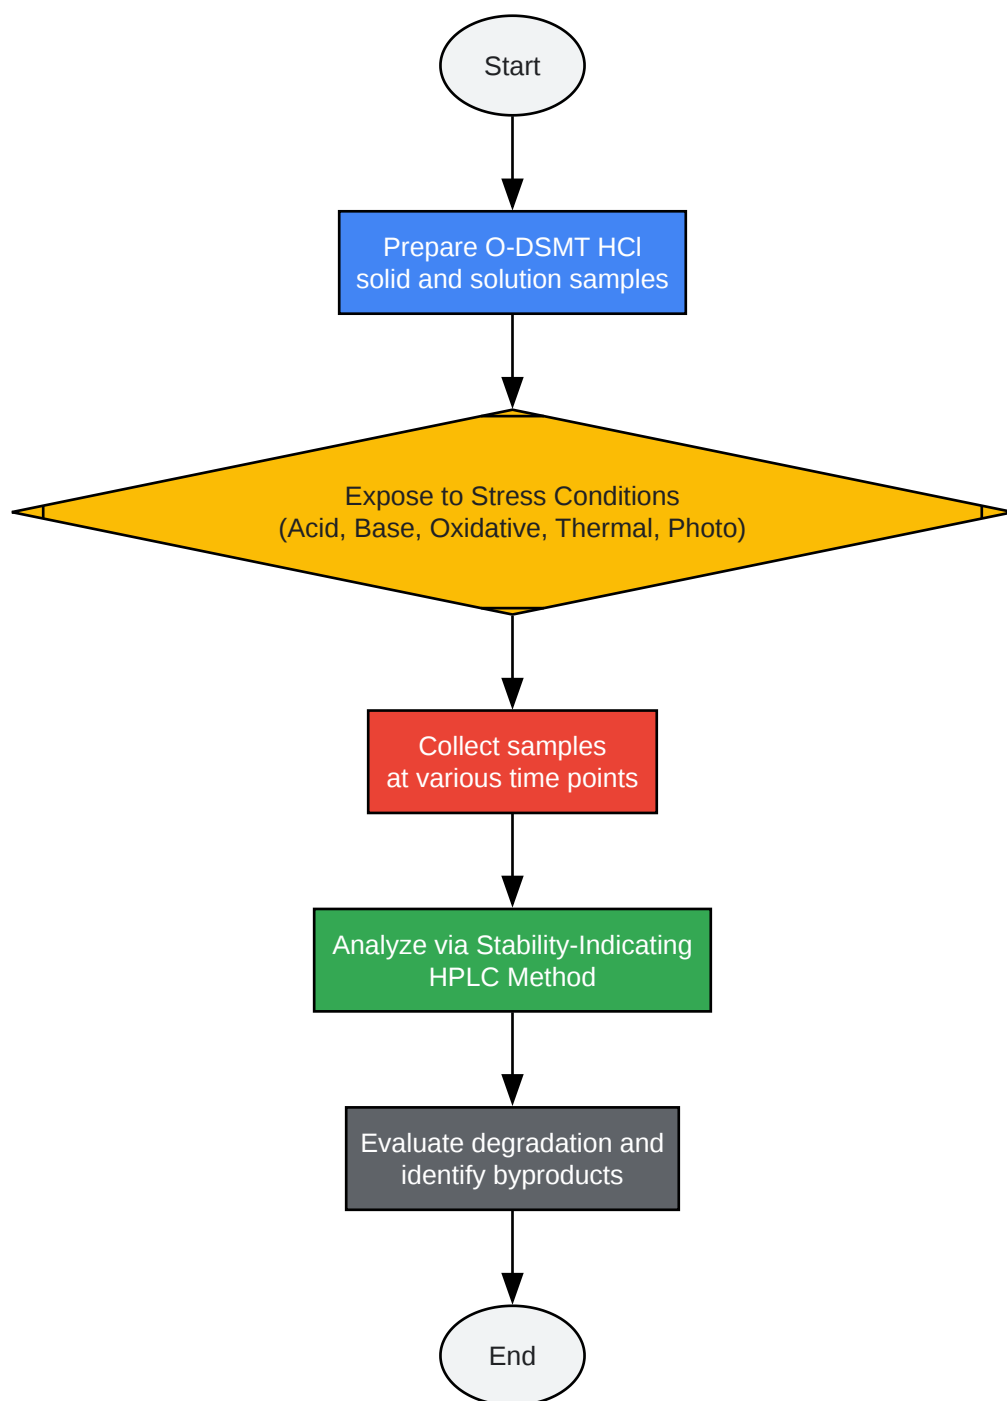 Start
Prepare O-DSMT HCl
solid and solution samples
Expose to Stress Conditions
(Acid, Base, Oxidative, Thermal, Photo)
Collect samples
at various time points
Analyze via Stability-Indicating
HPLC Method
Evaluate degradation and
identify byproducts
End